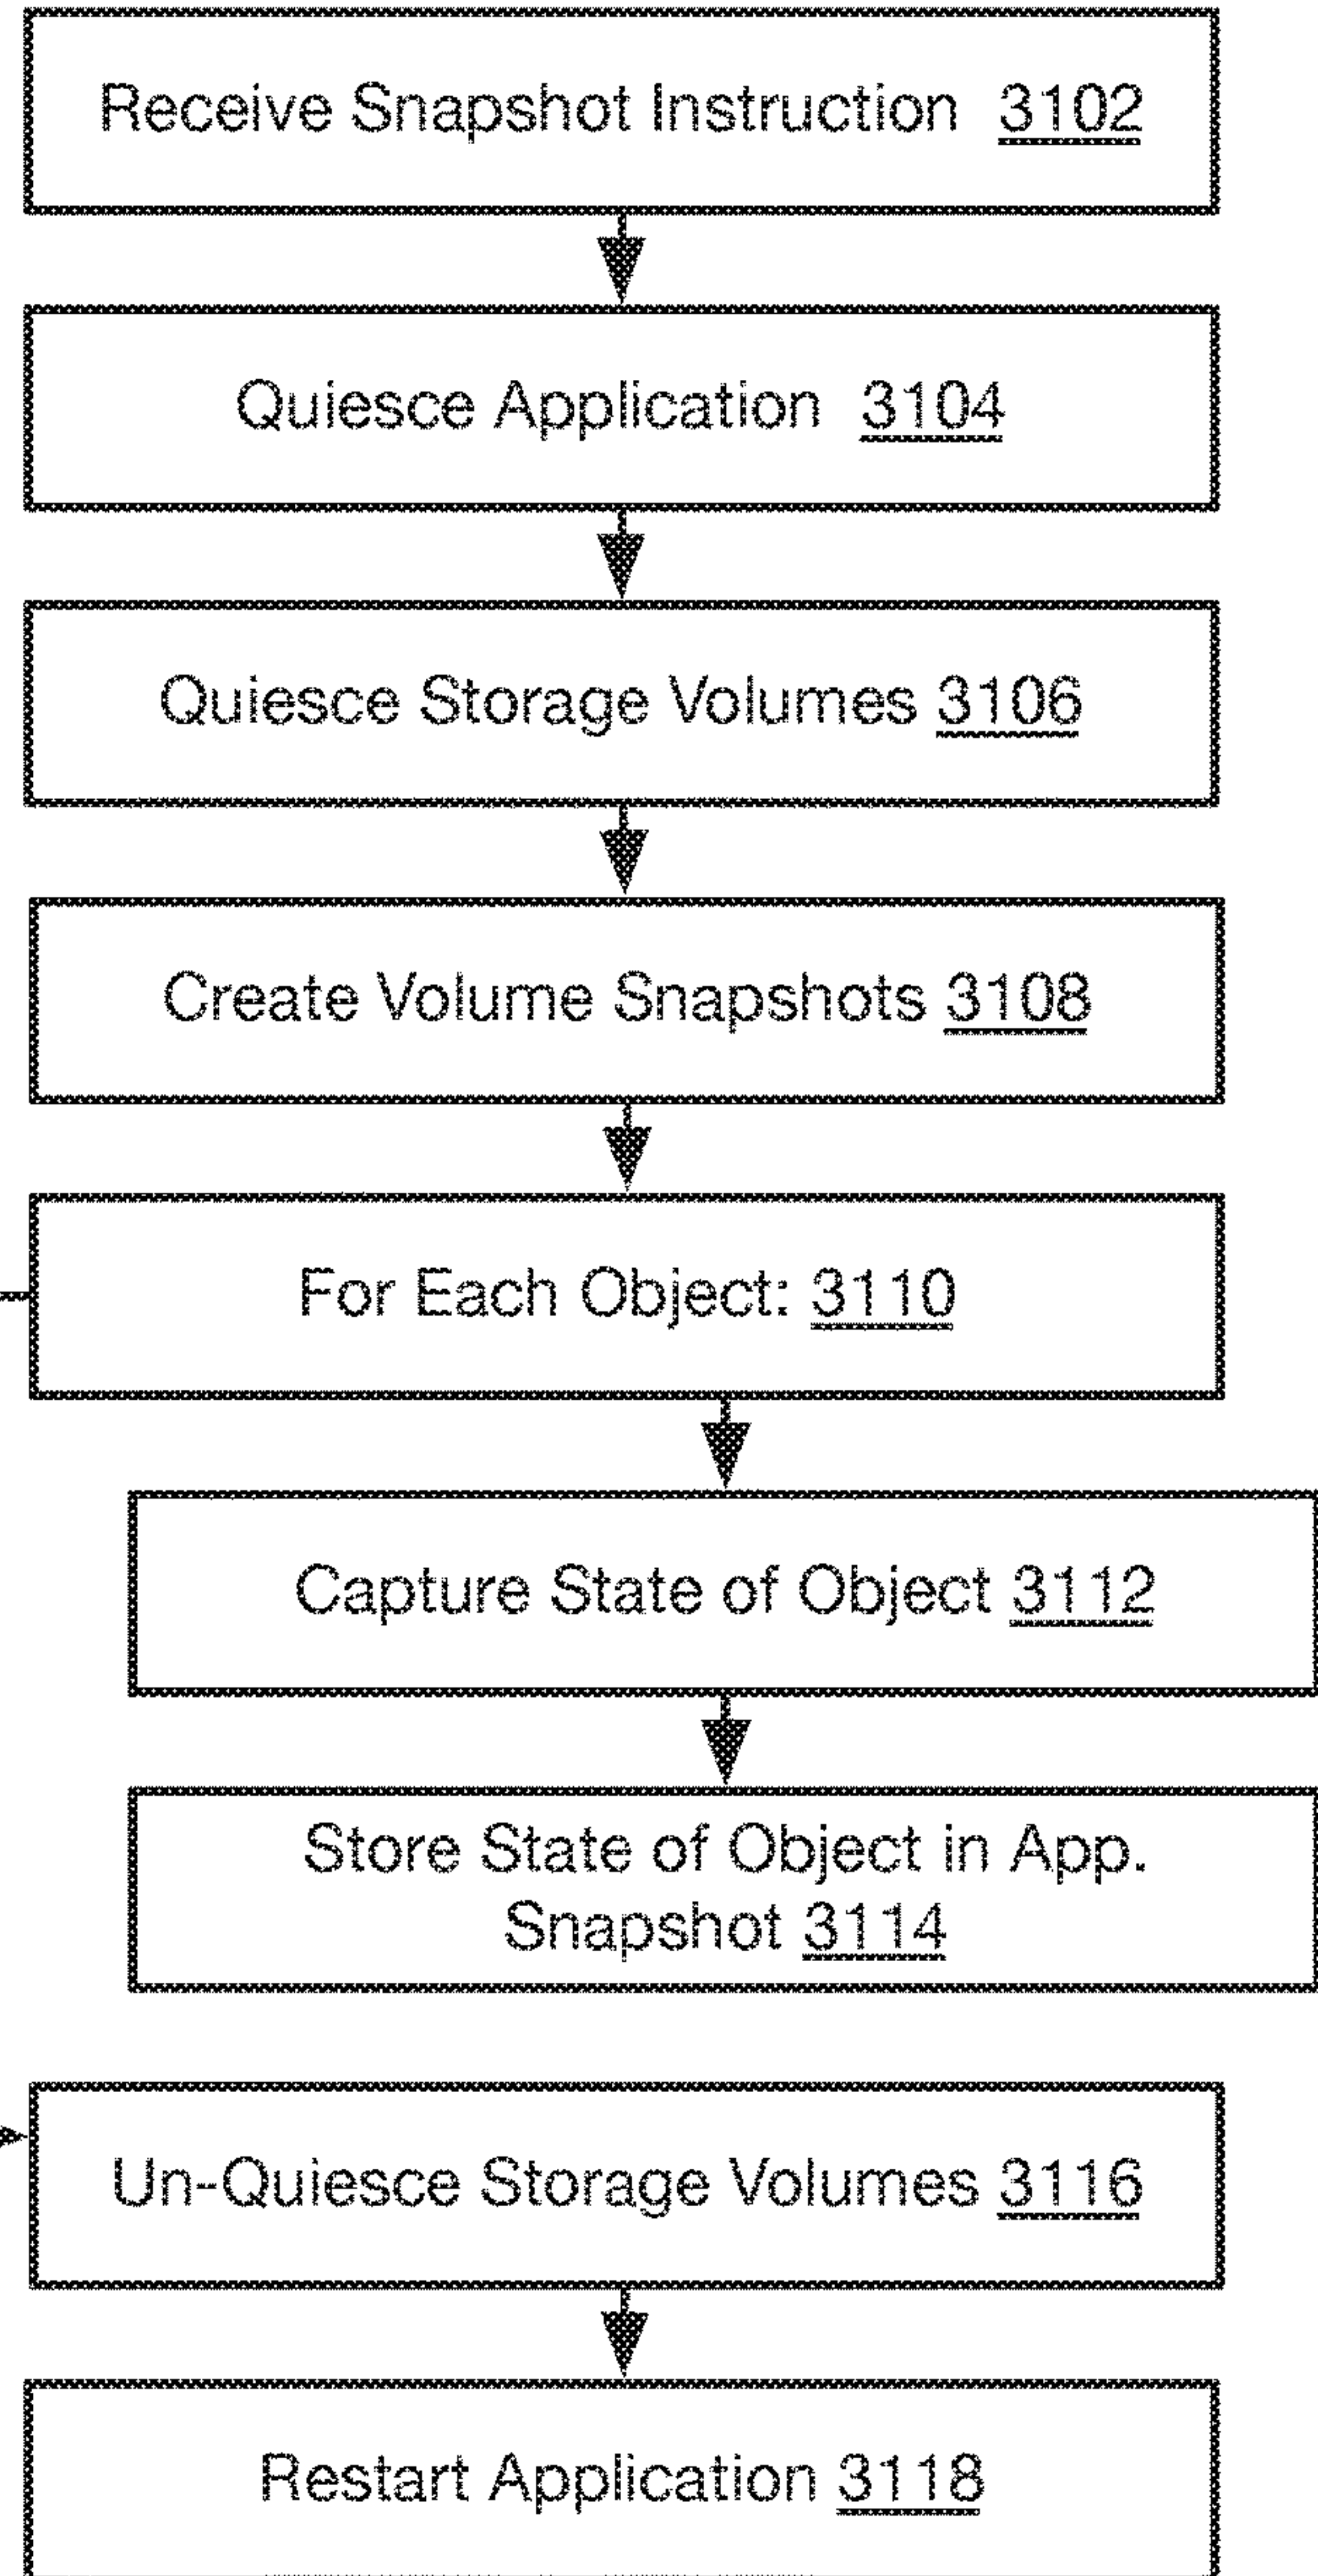 Receive Snapshot Instruction 3102
Quiesce Application 3104
Quiesce Storage Volumes 3106
Create Volume Snapshots 3108
For Each Object: 3110
Capture State of Object 3112
Store State of Object in App.
Snapshot 3114
Un-Quiesce Storage Volumes 3116
Restart Application 3118